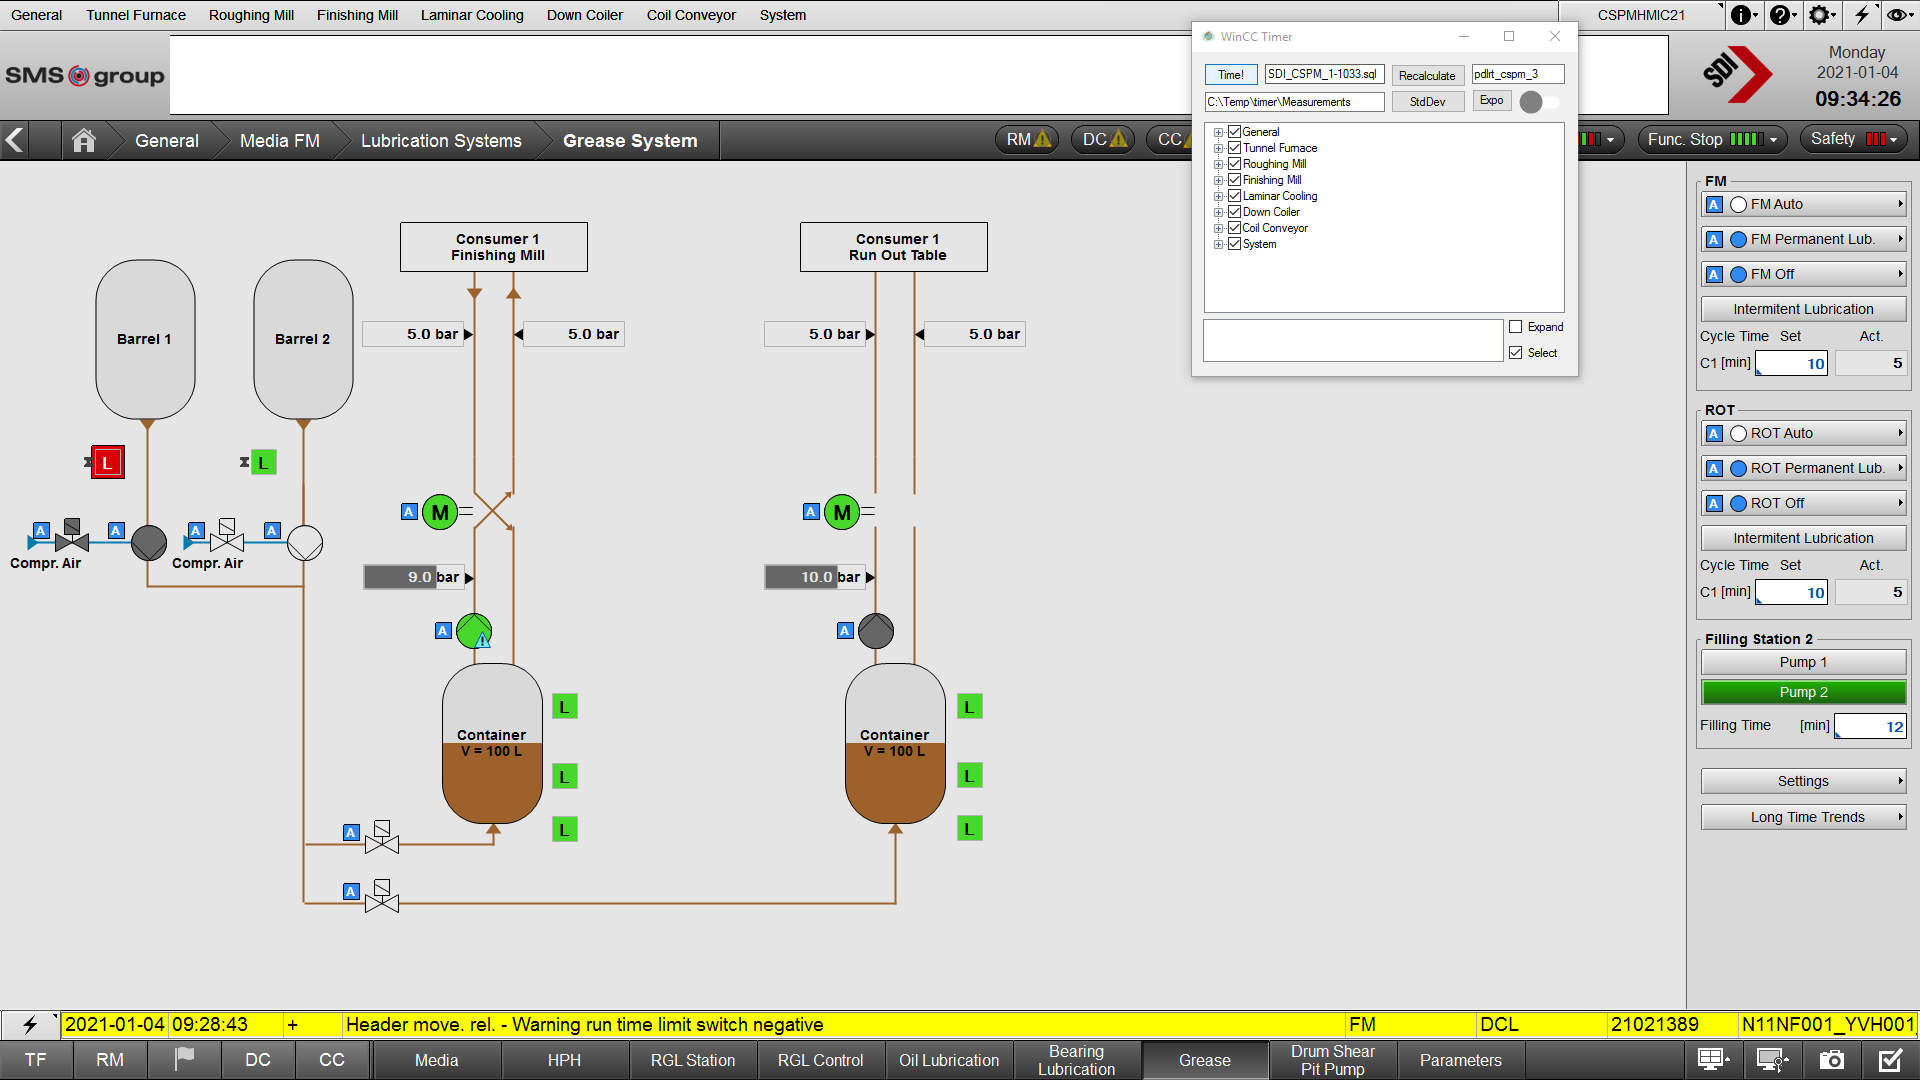 General Tunnel Furnace Roughing Mill Finishing Mill Laminar Cooling Down Coiler Coil Conveyor System CSPMHMIC21
SMS group
SDI
Monday
2021-01-04
09:34:26
General Media FM Lubrication Systems Grease System RM DC CC Func. Stop Safety
WinCC Timer
Time! SDI_CSPM_1-1033.sql Recalculate pdlrt_cspm_3
C:\Temp\timer\Measurements StdDev Expo
General
Tunnel Furnace
Roughing Mill
Finishing Mill
Laminar Cooling
Down Coiler
Coil Conveyor
System
Expand
Select
Consumer 1
Finishing Mill
Consumer 1
Run Out Table
Barrel 1
Barrel 2
5.0 bar 5.0 bar 5.0 bar 5.0 bar
L L
A M A M
A A A A
Compr. Air Compr. Air
9.0 bar 10.0 bar
A A
L L
Container
V = 100 L
Container
V = 100 L
L L
L L
A
A
FM
A FM Auto
A FM Permanent Lub.
A FM Off
Intermitent Lubrication
Cycle Time Set Act.
C1 [min] 10 5
ROT
A ROT Auto
A ROT Permanent Lub.
A ROT Off
Intermitent Lubrication
Cycle Time Set Act.
C1 [min] 10 5
Filling Station 2
Pump 1
Pump 2
Filling Time [min] 12
Settings
Long Time Trends
2021-01-04 09:28:43 + Header move. rel. - Warning run time limit switch negative FM DCL 21021389 N11NF001_YVH001
TF RM DC CC Media HPH RGL Station RGL Control Oil Lubrication Bearing Lubrication Grease Drum Shear Pit Pump Parameters